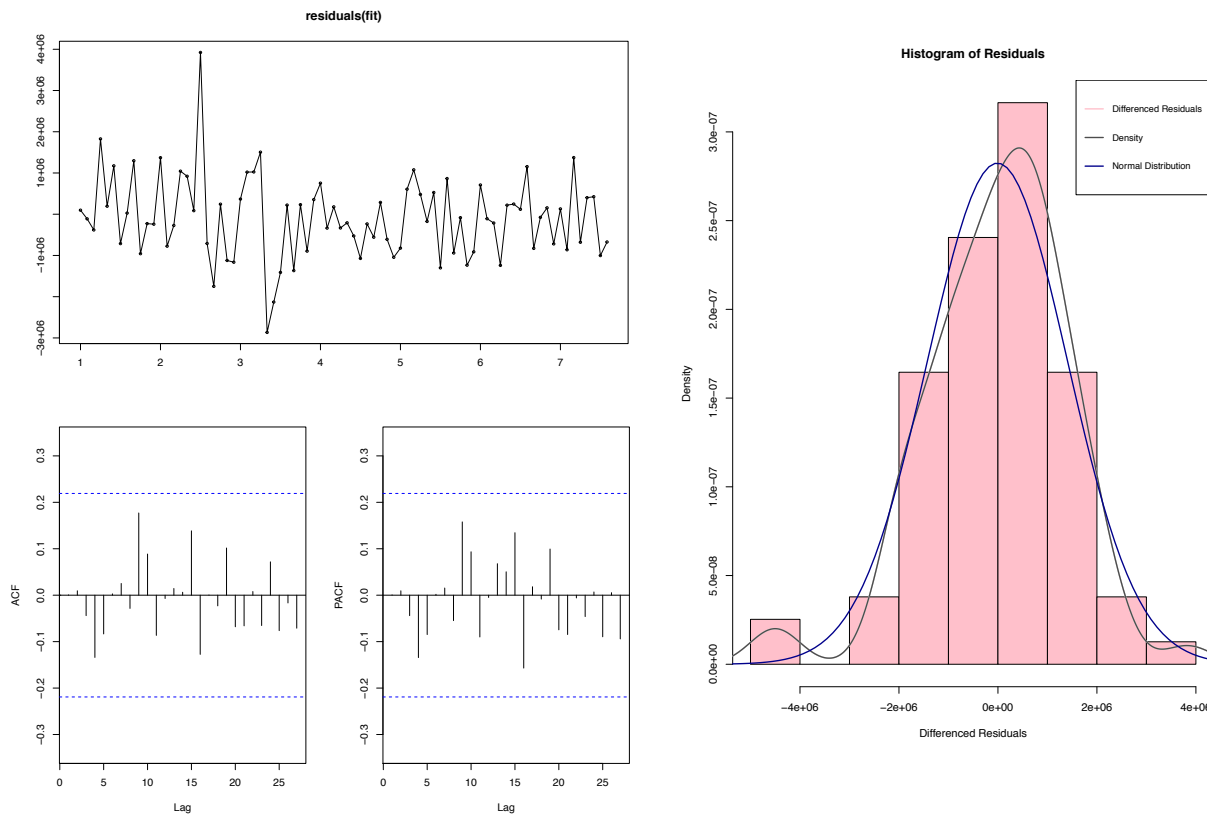 residuals(fit)
4e+06
3e+06
2e+06
1e+06
−1e+06
−3e+06
1 2 3 4 5 6 7
ACF
0.3
0.2
0.1
0.0
−0.1
−0.2
−0.3
0 5 10 15 20 25
Lag
PACF
0.3
0.2
0.1
0.0
−0.1
−0.2
−0.3
0 5 10 15 20 25
Lag
Histogram of Residuals
Differenced Residuals
Density
Normal Distribution
Density
3.0e−07
2.5e−07
2.0e−07
1.5e−07
1.0e−07
5.0e−08
0.0e+00
−4e+06 −2e+06 0e+00 2e+06 4e+0
Differenced Residuals